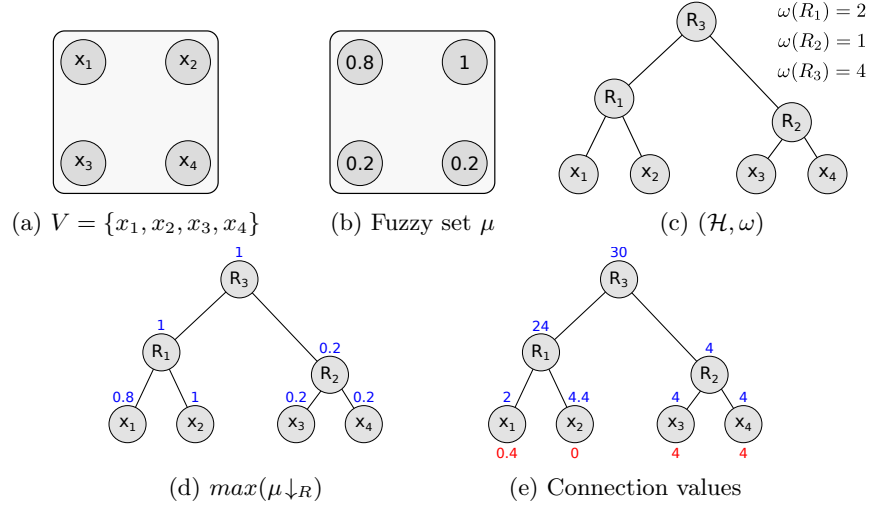 x1 x2
x3 x4
(a) V = {x1, x2, x3, x4}
0.8 1
0.2 0.2
(b) Fuzzy set μ
ω(R1) = 2
ω(R2) = 1
ω(R3) = 4
R3
R1
R2
x1 x2 x3 x4
(c) (ℋ, ω)
1
R3
1
R1
0.2
R2
0.8 1 0.2 0.2
x1 x2 x3 x4
(d) max(μ↓R)
30
R3
24
R1
4
R2
2 4.4 4 4
x1 x2 x3 x4
0.4 0 4 4
(e) Connection values